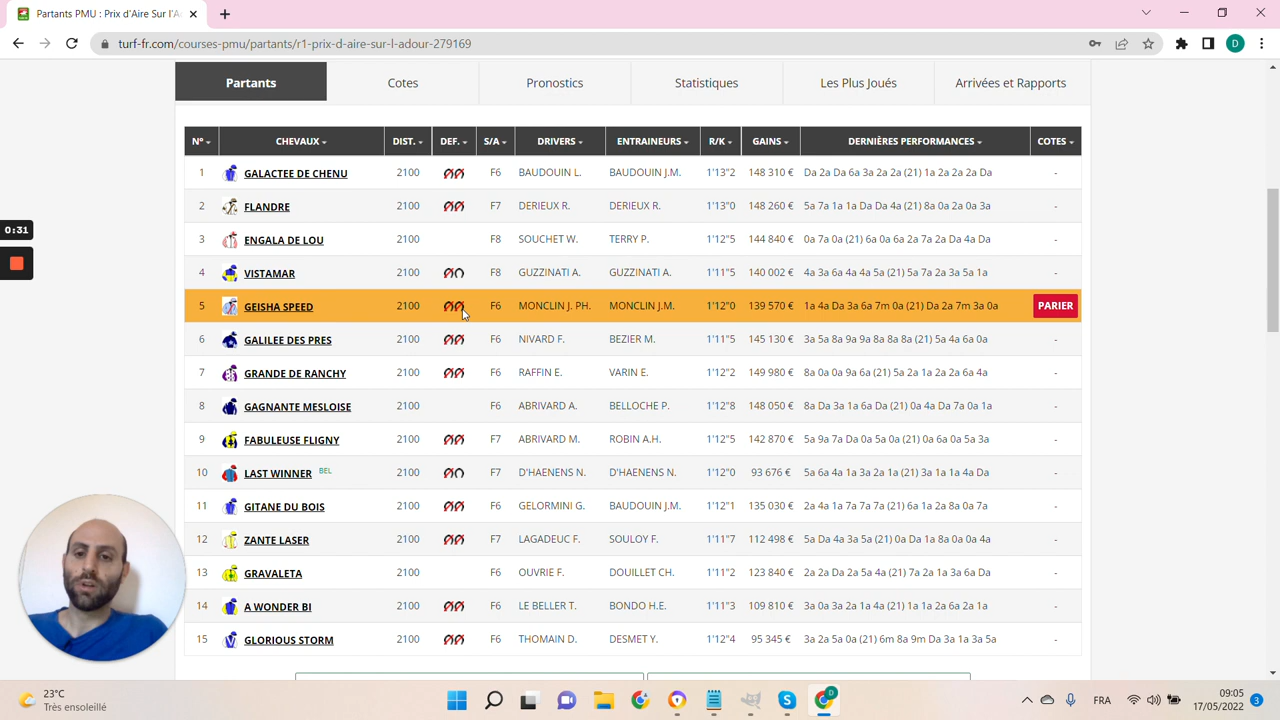 Partants PMU : Prix d'Aire Sur l'A
turf-fr.com/courses-pmu/partants/r1-prix-d-aire-sur-l-adour-279169
D
Partants Cotes Pronostics Statistiques Les Plus Joués Arrivées et Rapports
N° CHEVAUX DIST. DEF. S/A DRIVERS ENTRAINEURS R/K GAINS DERNIÈRES PERFORMANCES COTES
1 GALACTEE DE CHENU 2100 F6 BAUDOUIN L. BAUDOUIN J.M. 1'13"2 148 310 € Da 2a Da 6a 3a 2a 2a (21) 1a 2a 2a 2a Da -
2 FLANDRE 2100 F7 DERIEUX R. DERIEUX R. 1'13"0 148 260 € 5a 7a 1a 1a Da Da 4a (21) 8a 0a 2a 0a 3a -
0:31 3 ENGALA DE LOU 2100 F8 SOUCHET W. TERRY P. 1'12"5 144 840 € 0a 7a 0a (21) 6a 0a 6a 2a 7a 2a Da 4a Da -
4 VISTAMAR 2100 F8 GUZZINATI A. GUZZINATI A. 1'11"5 140 002 € 4a 3a 6a 4a 4a 5a (21) 5a 7a 2a 3a 5a 1a -
5 GEISHA SPEED 2100 F6 MONCLIN J. PH. MONCLIN J.M. 1'12"0 139 570 € 1a 4a Da 3a 6a 7m 0a (21) Da 2a 7m 3a 0a PARIER
6 GALILEE DES PRES 2100 F6 NIVARD F. BEZIER M. 1'11"5 145 130 € 3a 5a 8a 9a 9a 8a 8a 8a (21) 5a 4a 6a 0a -
7 GRANDE DE RANCHY 2100 F6 RAFFIN E. VARIN E. 1'12"2 149 980 € 8a 0a 0a 9a 6a (21) 5a 2a 1a 2a 2a 6a 4a -
8 GAGNANTE MESLOISE 2100 F6 ABRIVARD A. BELLOCHE P. 1'12"8 148 050 € 8a Da 3a 1a 6a Da (21) 0a 4a Da 7a 0a 1a -
9 FABULEUSE FLIGNY 2100 F7 ABRIVARD M. ROBIN A.H. 1'12"5 142 870 € 5a 9a 7a Da 0a 5a 0a (21) 0a 6a 0a 5a 3a -
10 LAST WINNER BEL 2100 F7 D'HAENENS N. D'HAENENS N. 1'12"0 93 676 € 5a 6a 4a 1a 3a 2a 1a (21) 3a 1a 1a 4a Da -
11 GITANE DU BOIS 2100 F6 GELORMINI G. BAUDOUIN J.M. 1'12"1 135 030 € 2a 4a 1a 7a 7a 7a (21) 6a 1a 2a 8a 0a 7a -
12 ZANTE LASER 2100 F7 LAGADEUC F. SOULOY F. 1'11"7 112 498 € 5a Da 4a 3a 5a (21) 0a Da 1a 8a 0a 0a 4a -
13 GRAVALETA 2100 F6 OUVRIE F. DOUILLET CH. 1'11"2 123 840 € 2a 2a Da 2a 5a 4a (21) 7a 2a 1a 3a 6a Da -
14 A WONDER BI 2100 F6 LE BELLER T. BONDO H.E. 1'11"3 109 810 € 3a 0a 3a 2a 1a 4a (21) 1a 1a 2a 6a 2a 1a -
15 GLORIOUS STORM 2100 F6 THOMAIN D. DESMET Y. 1'12"4 95 345 € 3a 2a 5a 0a (21) 6m 8a 9m Da 3a 1a 3a 5a -
23°C
Très ensoleillé
FRA
09:05
17/05/2022
3